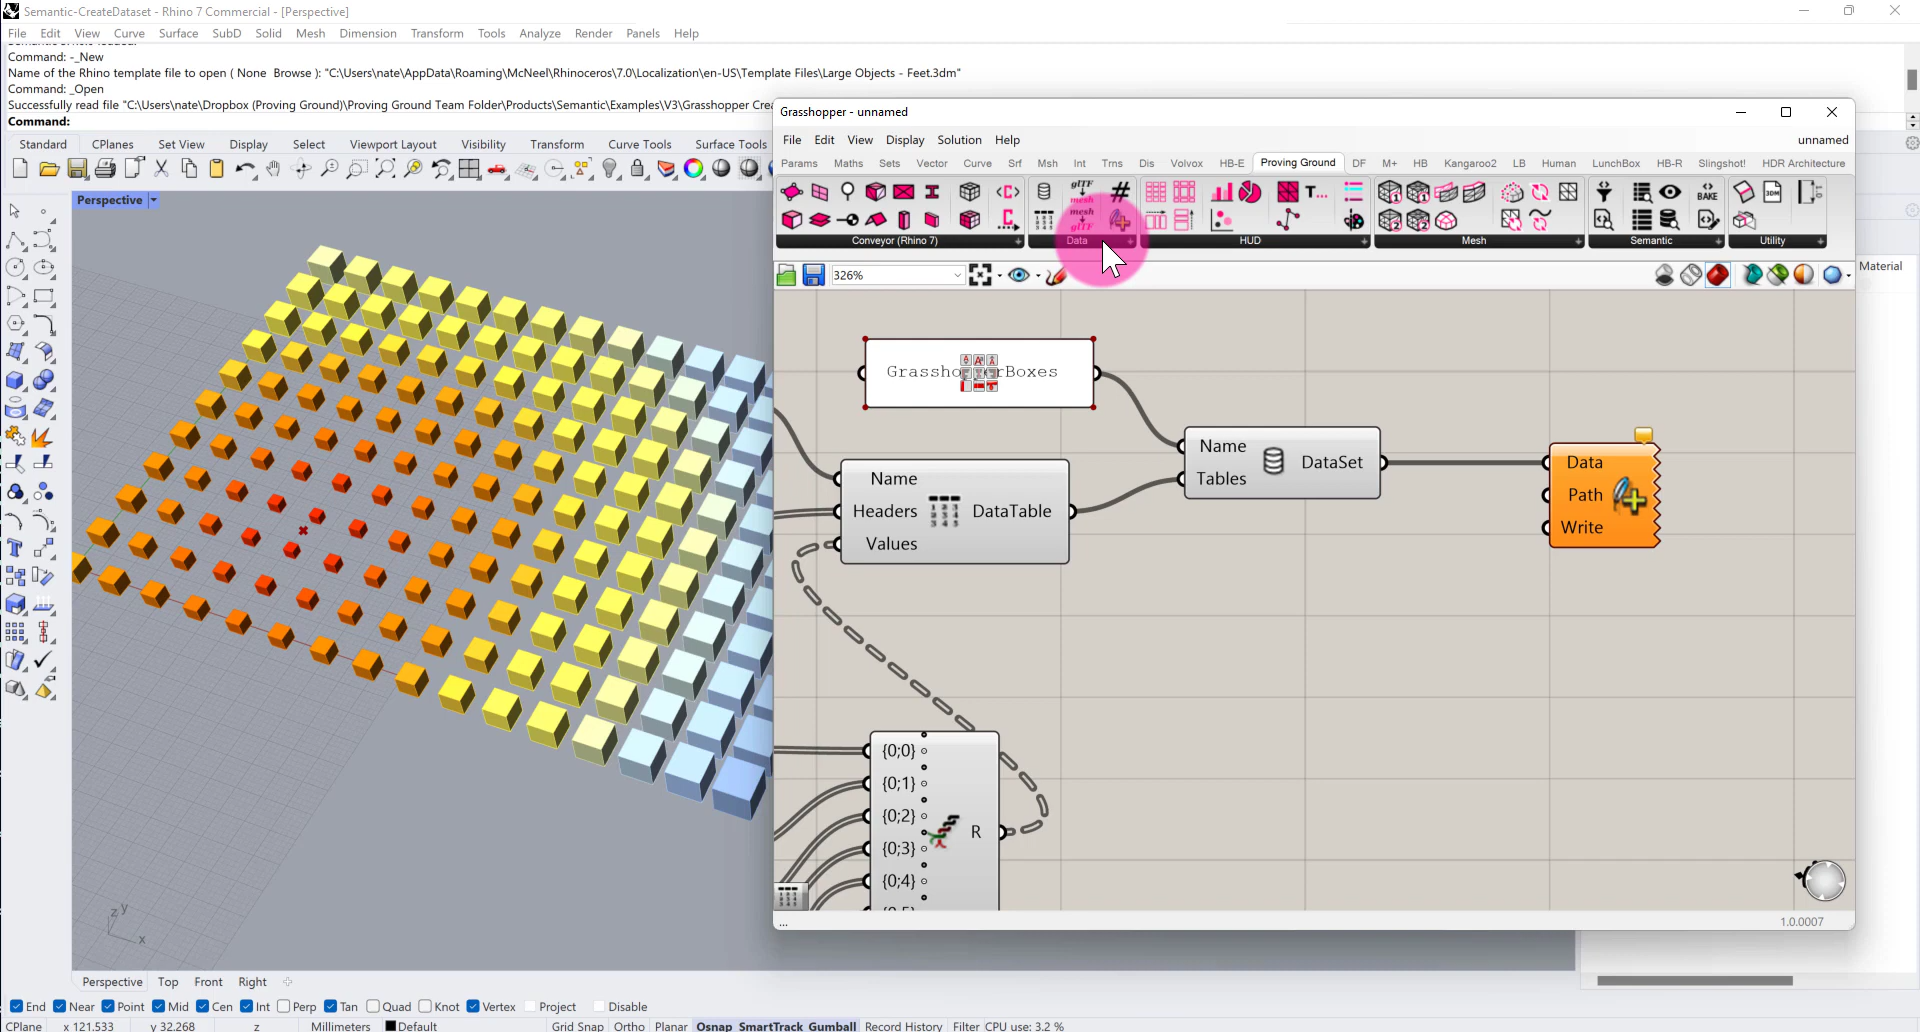 Semantic-CreateDataset - Rhino 7 Commercial - [Perspective]
File Edit View Curve Surface SubD Solid Mesh Dimension Transform Tools Analyze Render Panels Help
Command: -_New
Name of the Rhino template file to open ( None Browse ): "C:\Users\nate\AppData\Roaming\McNeel\Rhinoceros\7.0\Localization\en-US\Template Files\Large Objects - Feet.3dm"
Command: _Open
Successfully read file "C:\Users\nate\Dropbox (Proving Ground)\Proving Ground Team Folder\Products\Semantic\Examples\V3\Grasshopper Crea
Command:
Standard CPlanes Set View Display Select Viewport Layout Visibility Transform Curve Tools Surface Tools
Perspective
Grasshopper - unnamed
File Edit View Display Solution Help
unnamed
Params Maths Sets Vector Curve Srf Msh Int Trns Dis Volvox HB-E Proving Ground DF M+ HB Kangaroo2 LB Human LunchBox HB-R Slingshot! HDR Architecture
glTF
mesh
mesh
glTF
BAKE
3DM
Conveyor (Rhino 7) Data HUD Mesh Semantic Utility
326%
Material
Name
Headers
Values
DataTable
Name
Tables
DataSet
Data
Path
Write
{0;0}
{0;1}
{0;2}
{0;3}
{0;4}
R
z y
x
...
1.0.0007
Perspective Top Front Right
End Near Point Mid Cen Int Perp Tan Quad Knot Vertex Project Disable
CPlane x 121.533 y 32.268 z Millimeters Default Grid Snap Ortho Planar Osnap SmartTrack Gumball Record History Filter CPU use: 3.2 %